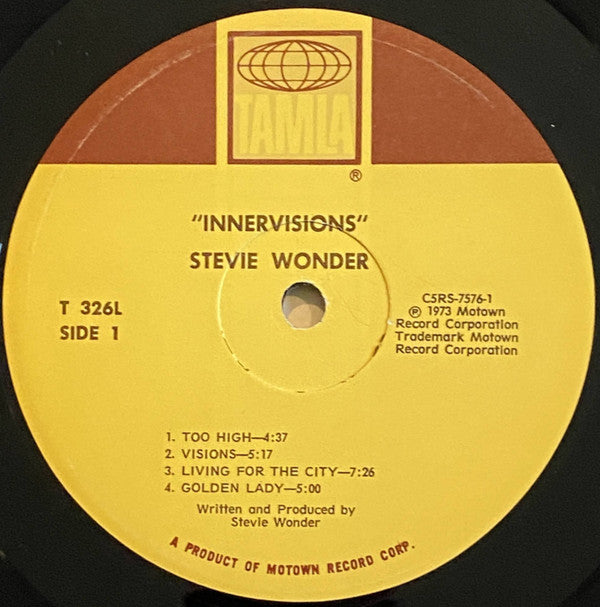 TAMLA
®
"INNERVISIONS"
STEVIE WONDER
T 326L
SIDE 1
C5RS-7576-1
℗ 1973 Motown
Record Corporation
Trademark Motown
Record Corporation
1. TOO HIGH—4:37
2. VISIONS—5:17
3. LIVING FOR THE CITY—7:26
4. GOLDEN LADY—5:00
Written and Produced by
Stevie Wonder
A PRODUCT OF MOTOWN RECORD CORP.